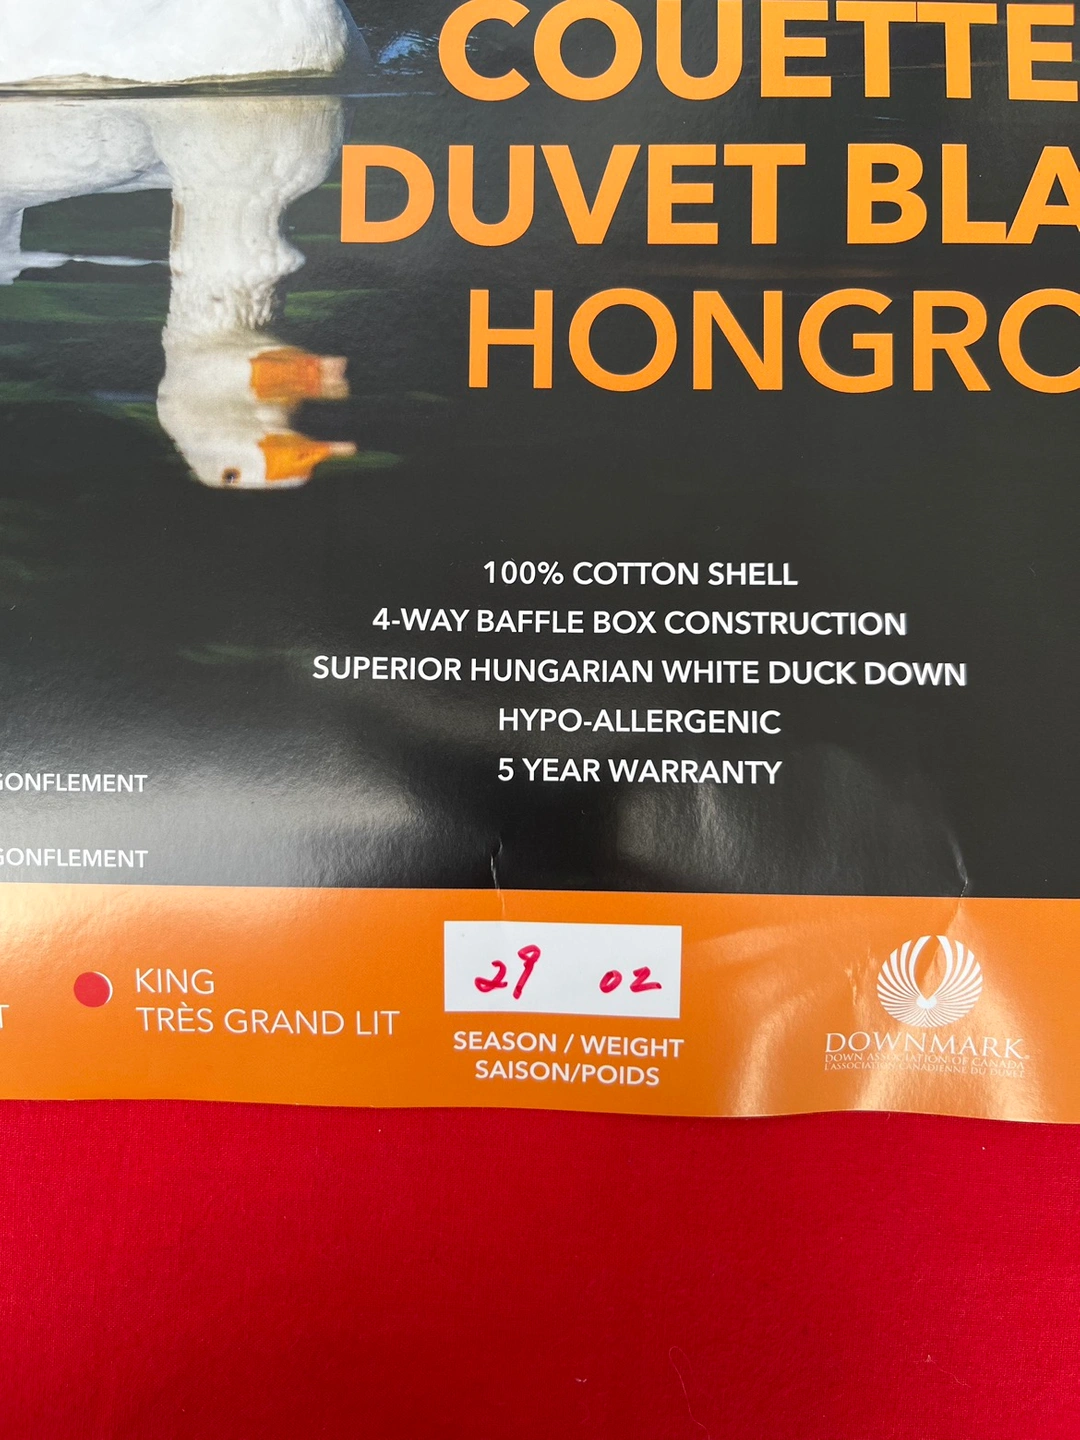 COUETTE
DUVET BLA
HONGRO
100% COTTON SHELL
4-WAY BAFFLE BOX CONSTRUCTION
SUPERIOR HUNGARIAN WHITE DUCK DOWN
HYPO-ALLERGENIC
5 YEAR WARRANTY
GONFLEMENT
GONFLEMENT
T
KING
TRÈS GRAND LIT
29 oz
SEASON / WEIGHT
SAISON/POIDS
DOWNMARK
DOWN ASSOCIATION OF CANADA
L'ASSOCIATION CANADIENNE DU DUVET